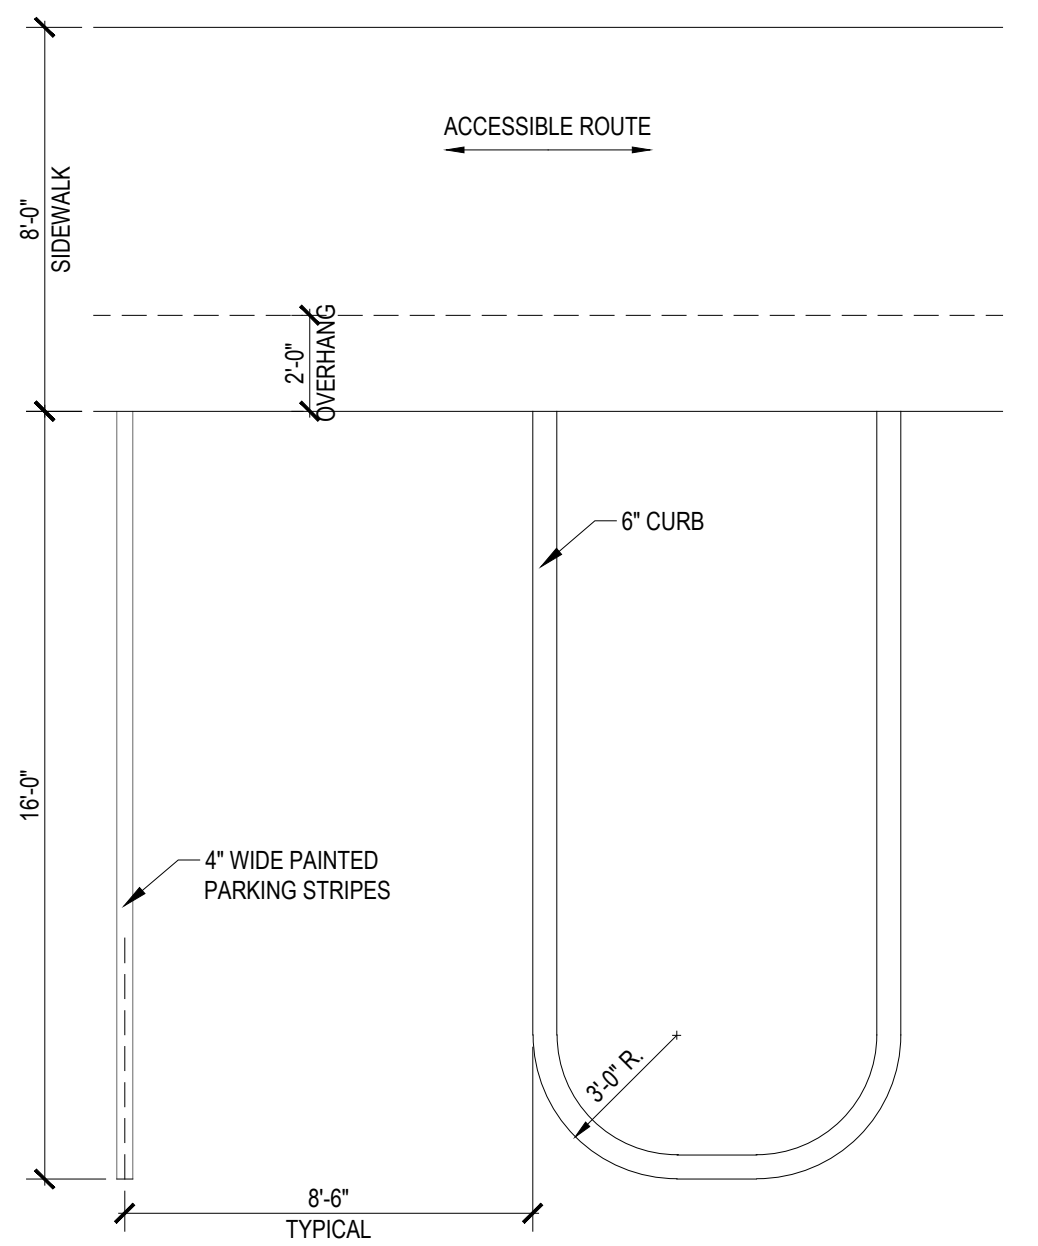 ACCESSIBLE ROUTE
8'-0"
SIDEWALK
2'-0"
OVERHANG
6" CURB
16'-0"
4" WIDE PAINTED
PARKING STRIPES
3'-0" R.
8'-6"
TYPICAL